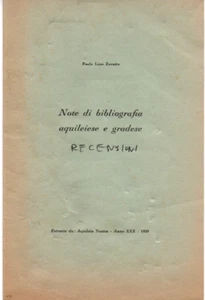 Paolo Lino Zovatto
Note di bibliografia
aquileiese e gradese
RECENSIONI
Estratto da: Aquileia Nostra - Anno XXX - 1959